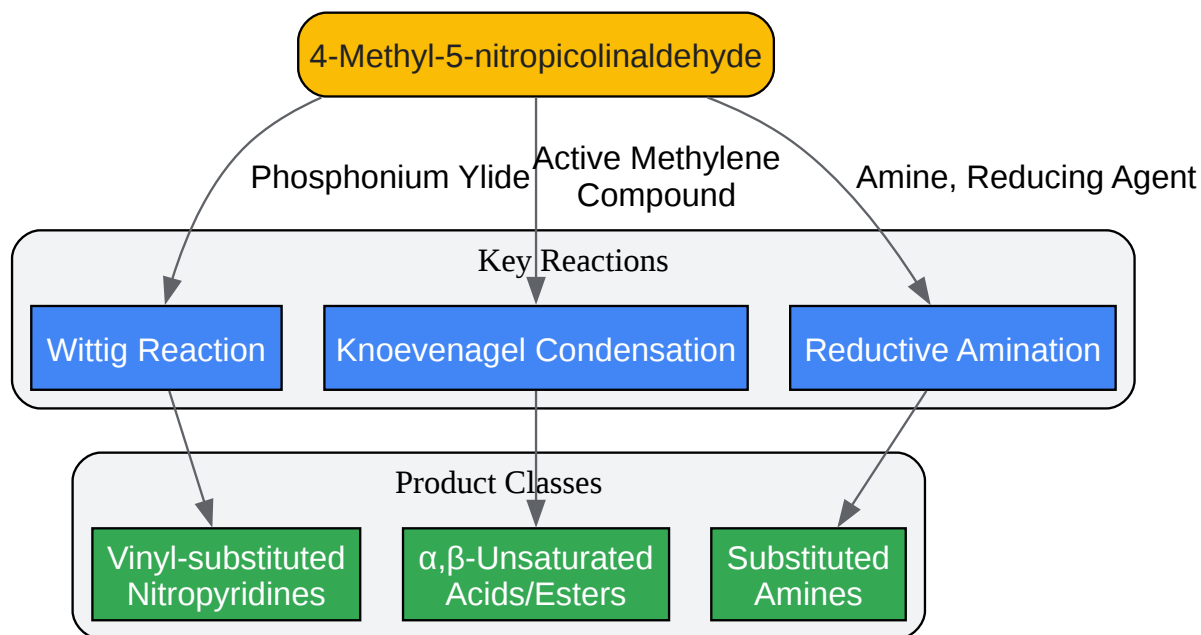 4-Methyl-5-nitropicolinaldehyde
Phosphonium Ylide
Active Methylene
Compound
Amine, Reducing Agent
Key Reactions
Wittig Reaction
Knoevenagel Condensation
Reductive Amination
Product Classes
Vinyl-substituted
Nitropyridines
α,β-Unsaturated
Acids/Esters
Substituted
Amines